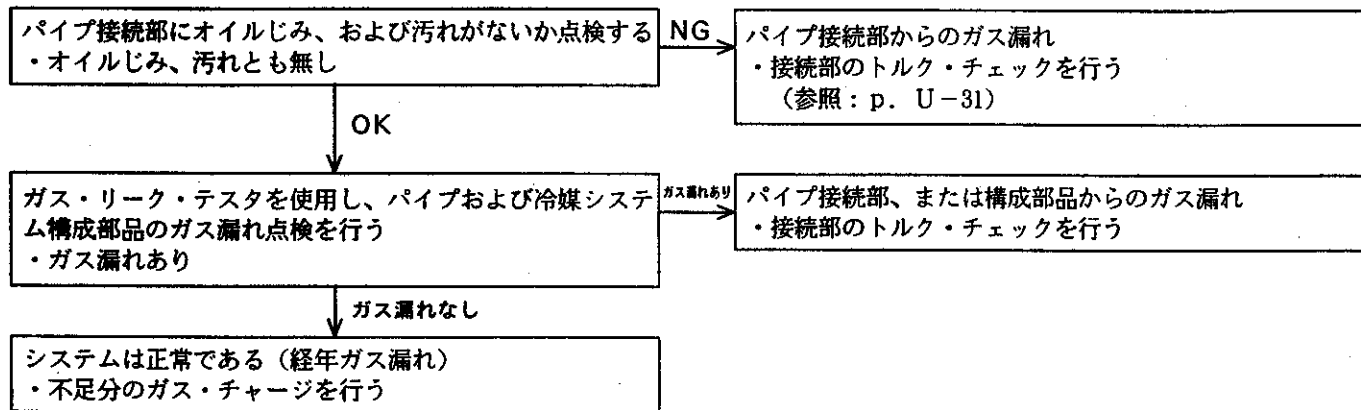 パイプ接続部にオイルじみ、および汚れがないか点検する
・オイルじみ、汚れとも無し
NG
パイプ接続部からのガス漏れ
・接続部のトルク・チェックを行う
（参照：p．U－31）
OK
ガス・リーク・テスタを使用し、パイプおよび冷媒システ
ム構成部品のガス漏れ点検を行う
・ガス漏れあり
ガス漏れあり
パイプ接続部、または構成部品からのガス漏れ
・接続部のトルク・チェックを行う
ガス漏れなし
システムは正常である（経年ガス漏れ）
・不足分のガス・チャージを行う